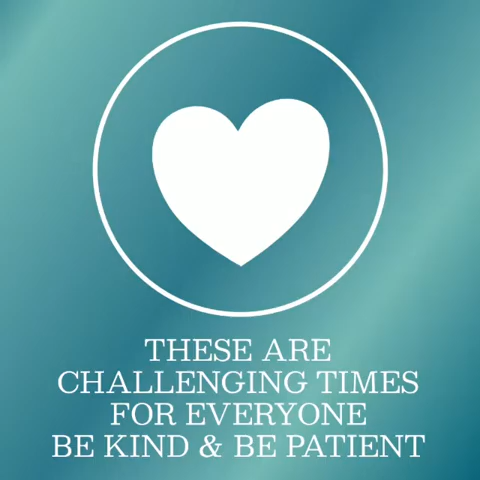 THESE ARE
CHALLENGING TIMES
FOR EVERYONE
BE KIND & BE PATIENT